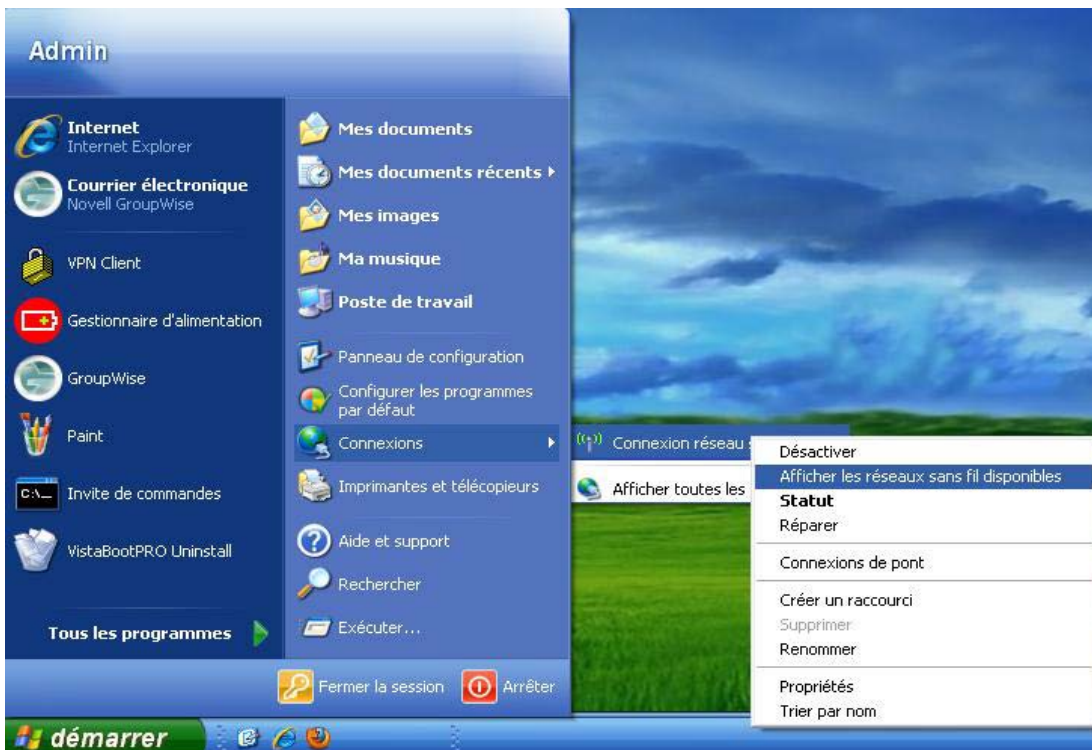 Admin
Internet
Internet Explorer
Courrier électronique
Novell GroupWise
VPN Client
Gestionnaire d'alimentation
GroupWise
Paint
C:\_
Invite de commandes
VistaBootPRO Uninstall
Tous les programmes
Mes documents
Mes documents récents
Mes images
Ma musique
Poste de travail
Panneau de configuration
Configurer les programmes
par défaut
Connexions
Imprimantes et télécopieurs
Aide et support
Rechercher
Exécuter...
Connexion réseau
Afficher toutes les
Désactiver
Afficher les réseaux sans fil disponibles
Statut
Réparer
Connexions de pont
Créer un raccourci
Supprimer
Renommer
Propriétés
Trier par nom
Fermer la session
Arrêter
démarrer